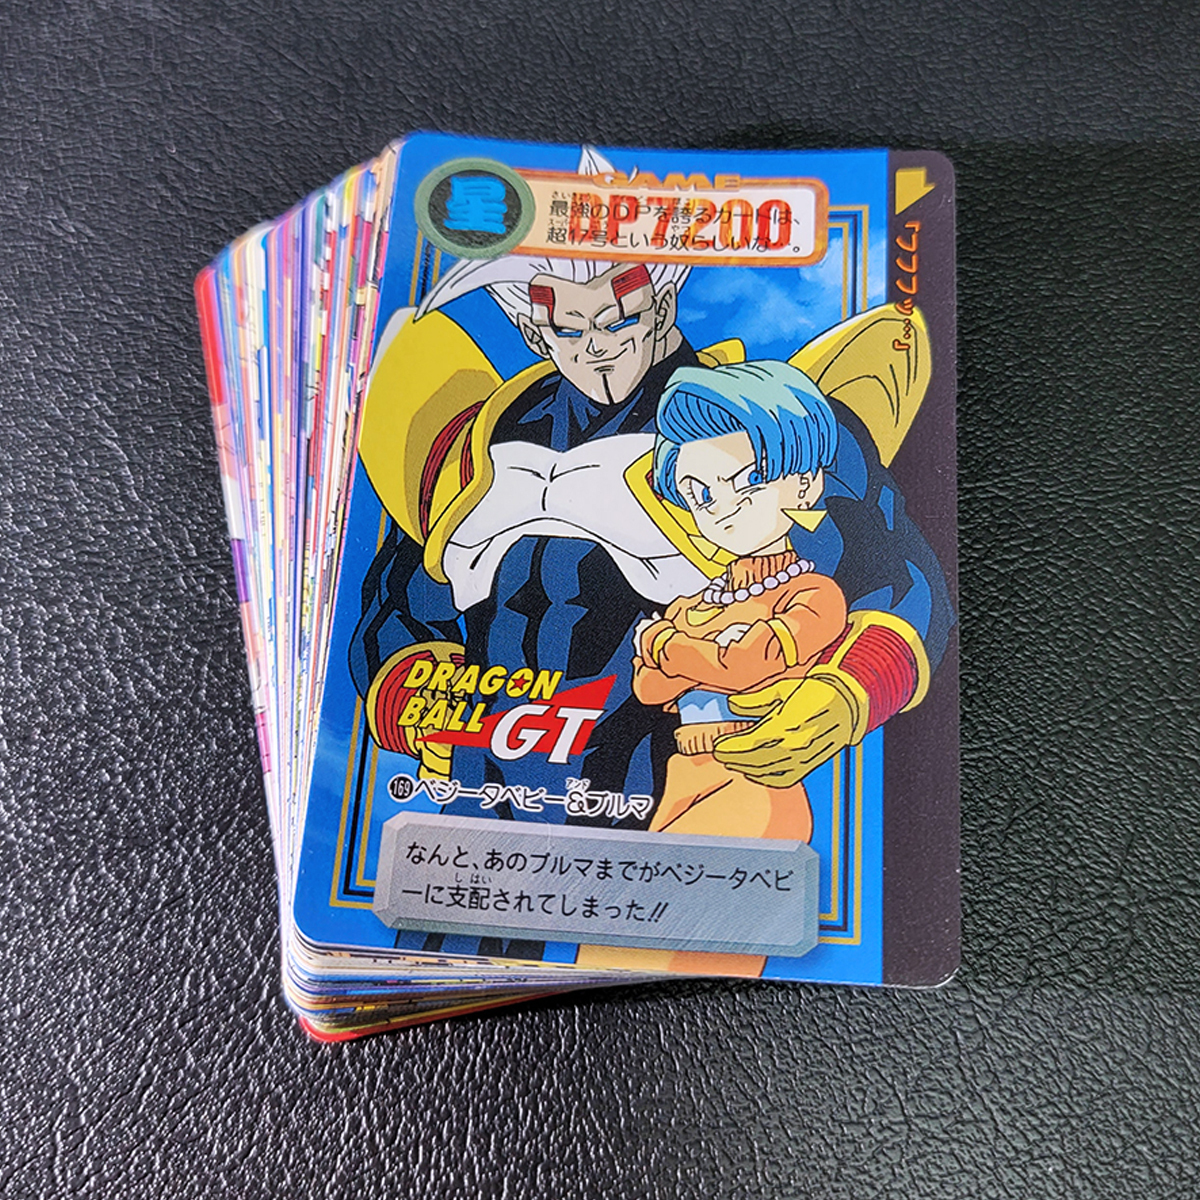 星
GAME
DP 7200
最強のDPを誇るカードは、
超17号という奴らしいな…。
「フフフッ…」
DRAGON
BALL
GT
169 ベジータベビー&ブルマ
なんと、あのブルマまでがベジータベビ
ーに支配されてしまった!!